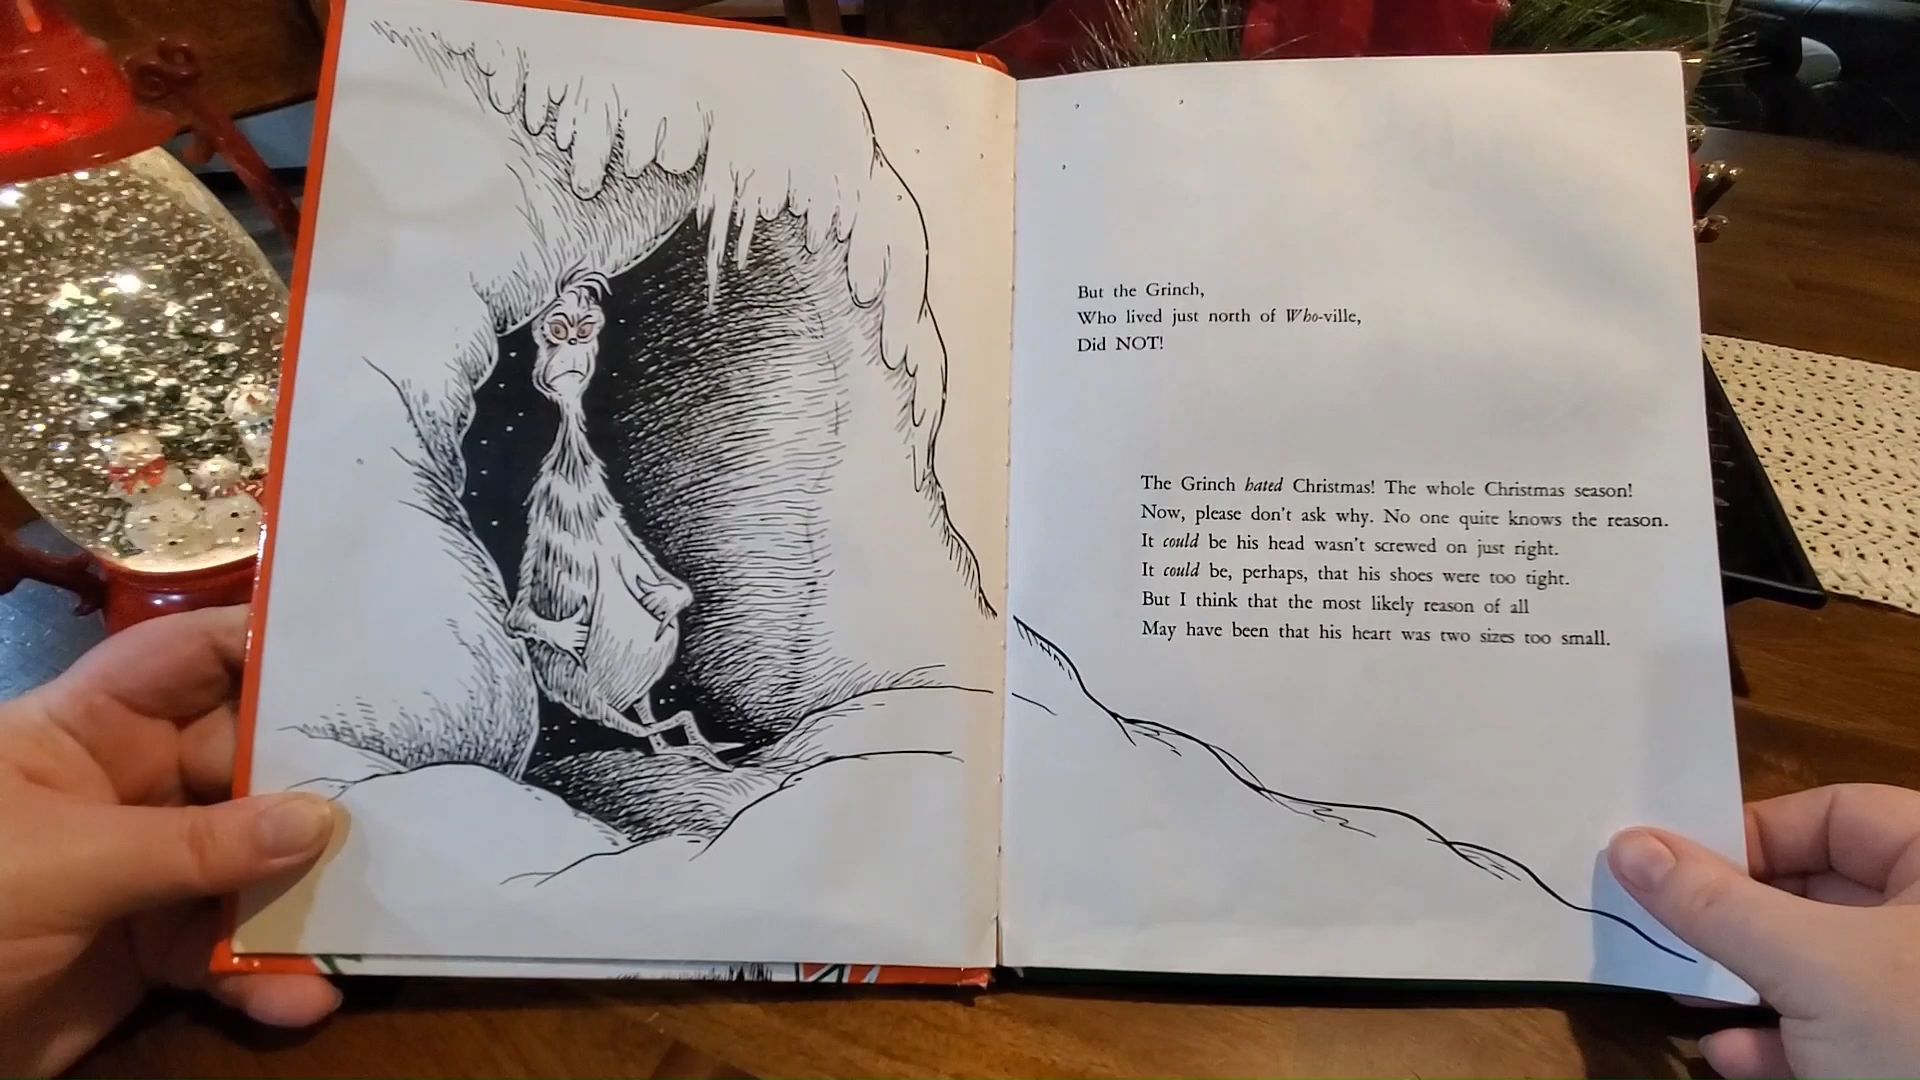 But the Grinch,
Who lived just north of Who-ville,
Did NOT!
The Grinch hated Christmas! The whole Christmas season!
Now, please don't ask why. No one quite knows the reason.
It could be his head wasn't screwed on just right.
It could be, perhaps, that his shoes were too tight.
But I think that the most likely reason of all
May have been that his heart was two sizes too small.